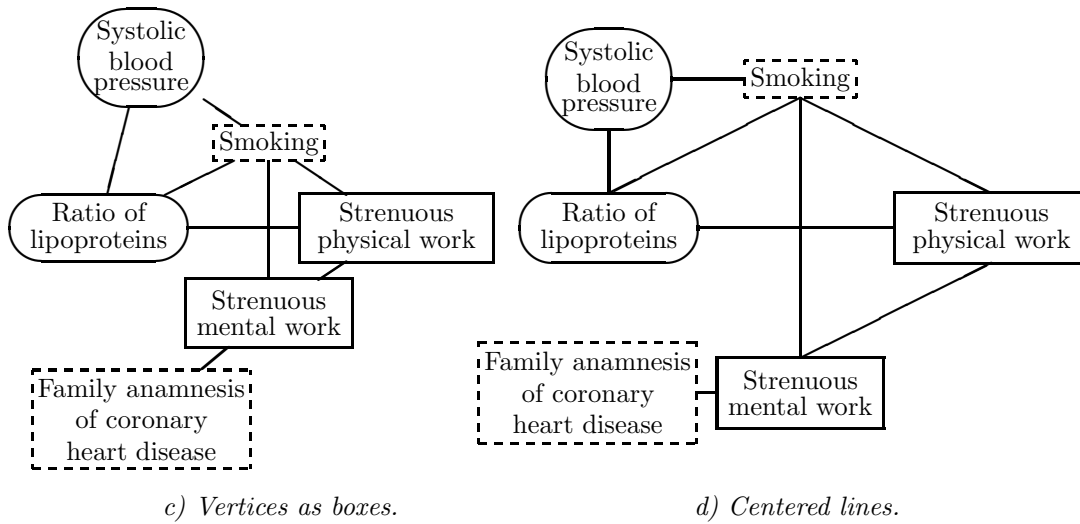 Systolic
blood
pressure
Smoking
Ratio of
lipoproteins
Strenuous
physical work
Strenuous
mental work
Family anamnesis
of coronary
heart disease
c) Vertices as boxes.
Systolic
blood
pressure
Smoking
Ratio of
lipoproteins
Strenuous
physical work
Family anamnesis
of coronary
heart disease
Strenuous
mental work
d) Centered lines.